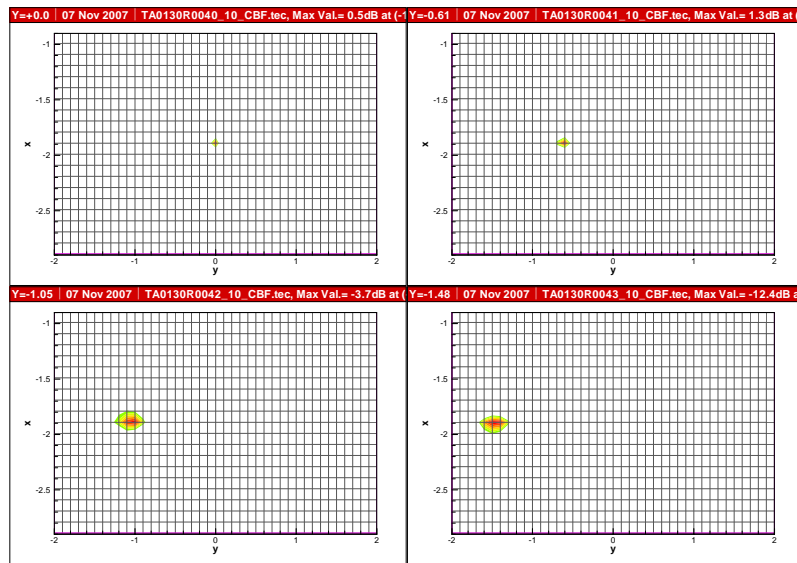 Y=+0.0 07 Nov 2007 TA0130R0040_10_CBF.tec, Max Val.= 0.5dB at (-1
-1
-1.5
-2
-2.5
x
-2 -1 0 1 2
y
Y=-0.61 07 Nov 2007 TA0130R0041_10_CBF.tec, Max Val.= 1.3dB at (
-1
-1.5
-2
-2.5
x
-2 -1 0 1 2
y
Y=-1.05 07 Nov 2007 TA0130R0042_10_CBF.tec, Max Val.= -3.7dB at (
-1
-1.5
-2
-2.5
x
-2 -1 0 1 2
y
Y=-1.48 07 Nov 2007 TA0130R0043_10_CBF.tec, Max Val.= -12.4dB a
-1
-1.5
-2
-2.5
x
-2 -1 0 1 2
y